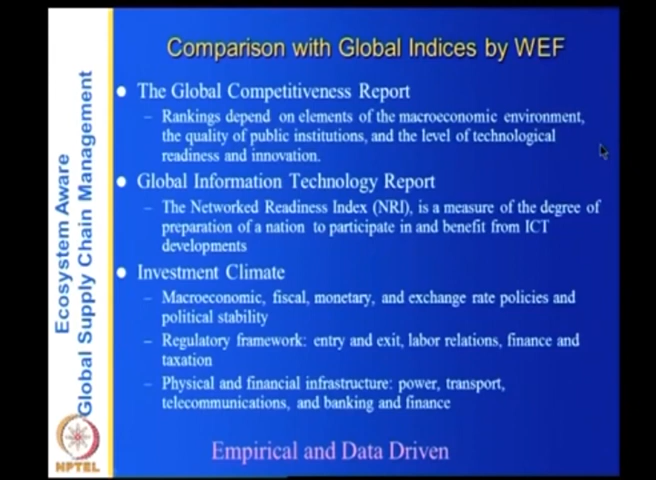 Comparison with Global Indices by WEF
The Global Competitiveness Report
– Rankings depend on elements of the macroeconomic environment,
the quality of public institutions, and the level of technological
readiness and innovation.
Global Information Technology Report
– The Networked Readiness Index (NRI), is a measure of the degree of
preparation of a nation to participate in and benefit from ICT
developments
Investment Climate
– Macroeconomic, fiscal, monetary, and exchange rate policies and
political stability
– Regulatory framework: entry and exit, labor relations, finance and
taxation
– Physical and financial infrastructure: power, transport,
telecommunications, and banking and finance
Empirical and Data Driven
Ecosystem Aware
Global Supply Chain Management
NPTEL